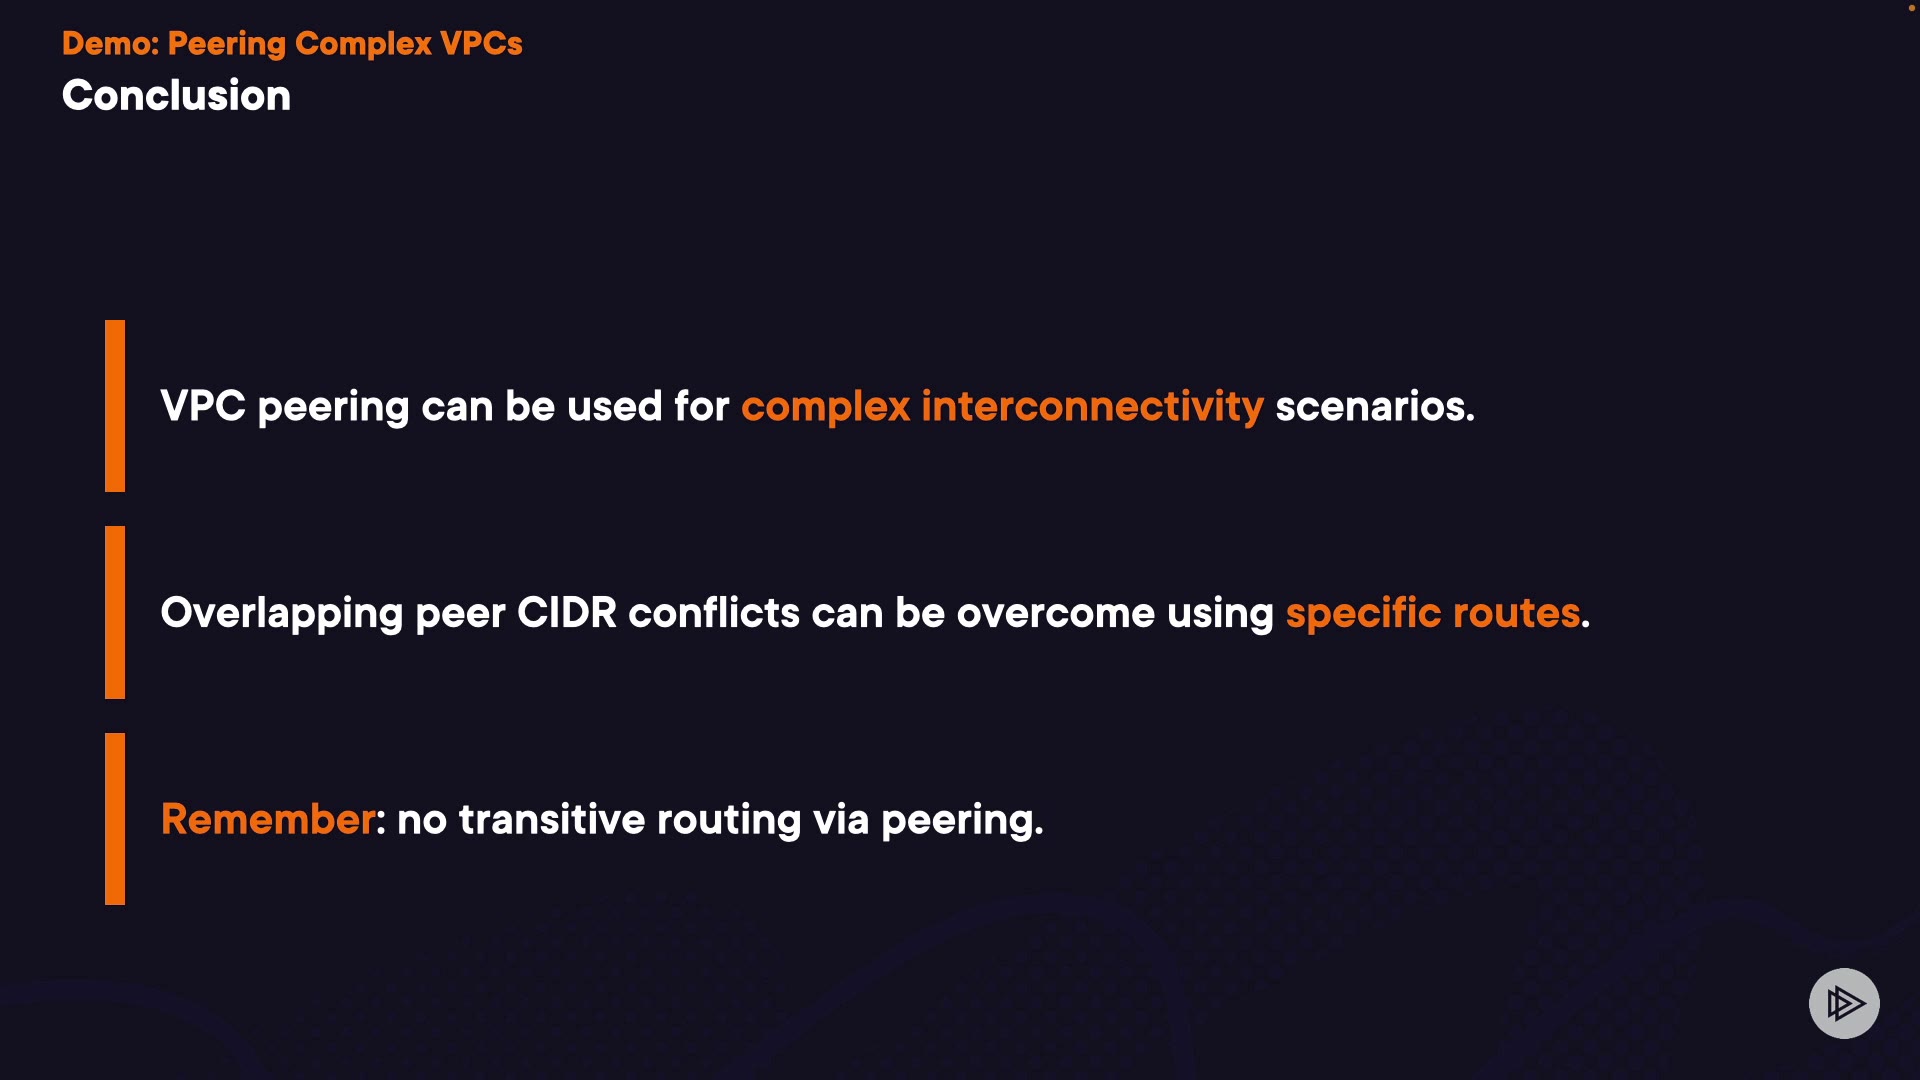 Demo: Peering Complex VPCs
Conclusion
VPC peering can be used for complex interconnectivity scenarios.
Overlapping peer CIDR conflicts can be overcome using specific routes.
Remember: no transitive routing via peering.